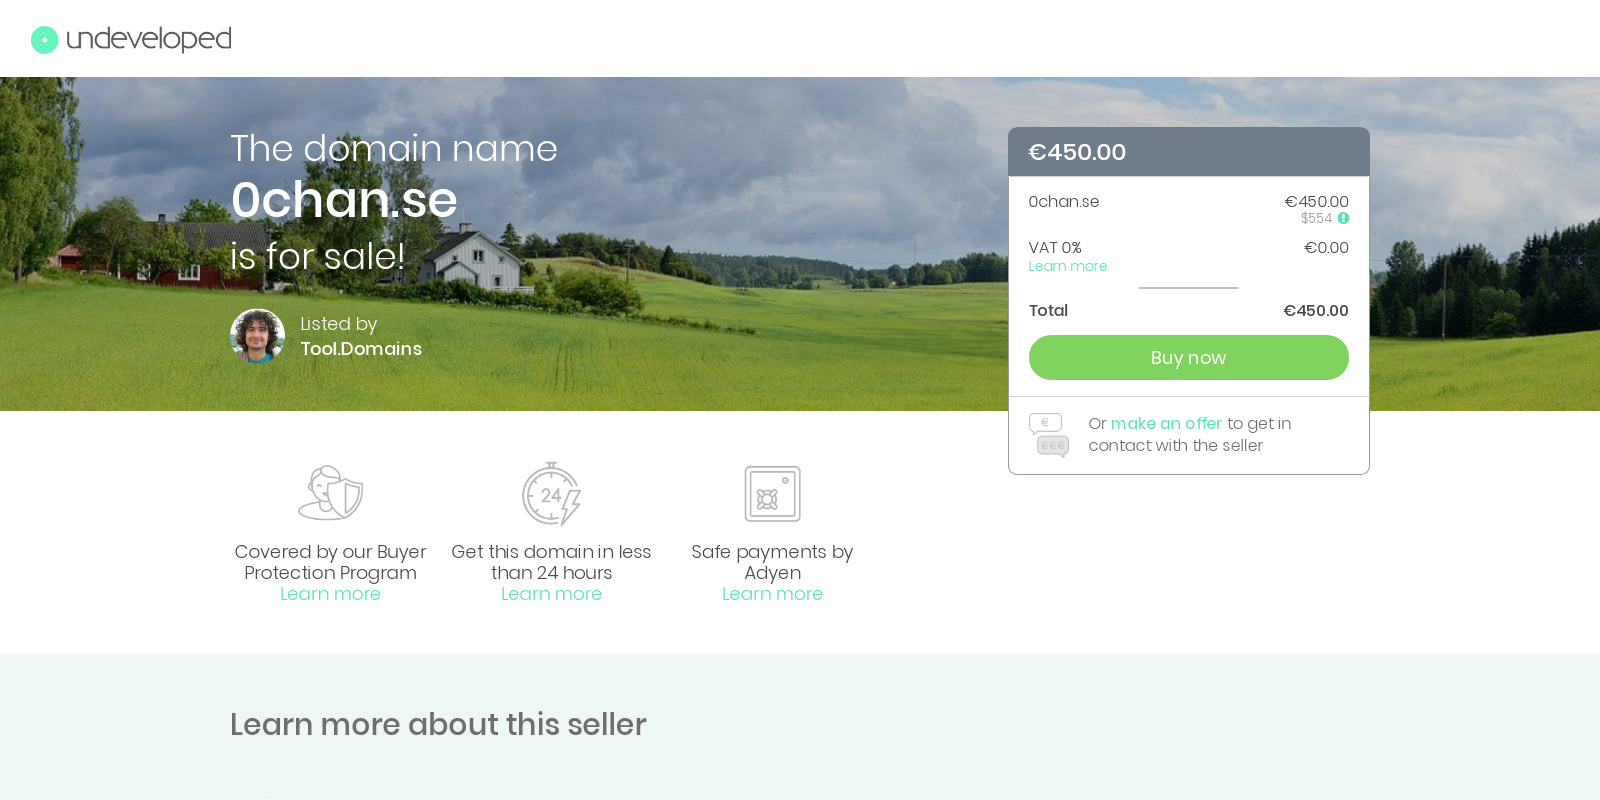 undeveloped
The domain name
0chan.se
is for sale!
Listed by
Tool.Domains
€450.00
0chan.se €450.00
$554
VAT 0% €0.00
Learn more
Total €450.00
Buy now
€
€€€
Or make an offer to get in
contact with the seller
24
Covered by our Buyer
Protection Program
Learn more
Get this domain in less
than 24 hours
Learn more
Safe payments by
Adyen
Learn more
Learn more about this seller